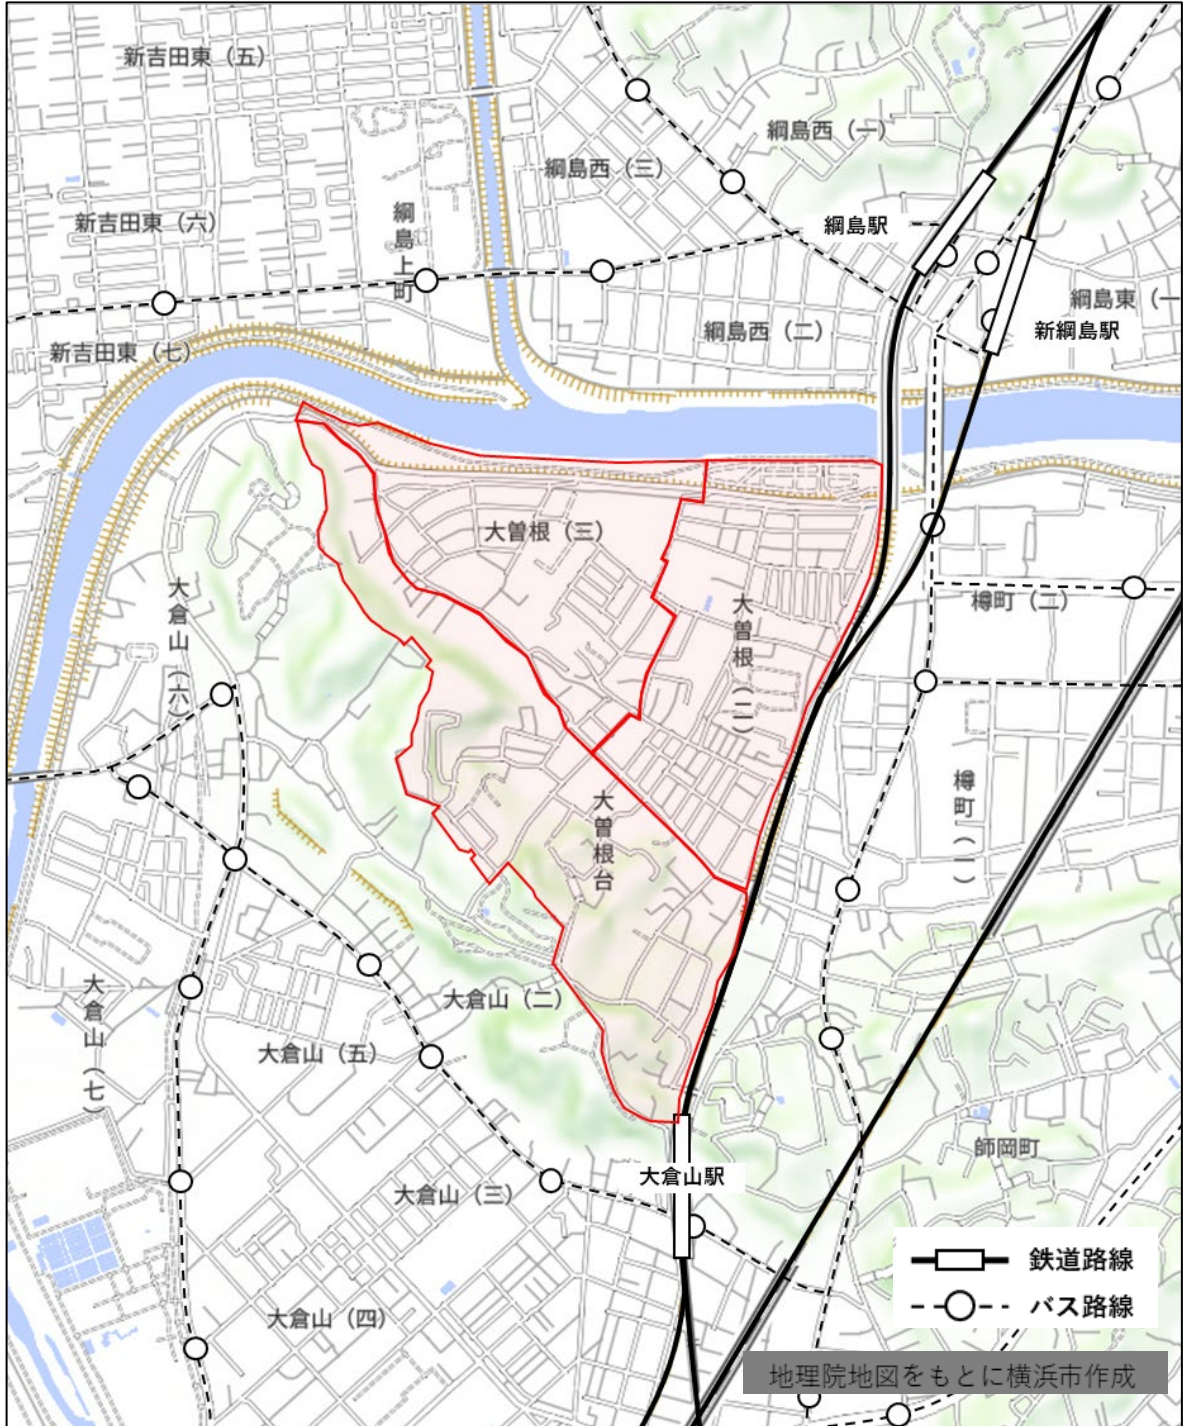 新吉田東（五）
綱島西（一）
綱島西（三）
新吉田東（六）
綱島上町
綱島駅
綱島東（一
新綱島駅
綱島西（二）
新吉田東（七）
大曽根（三）
大倉山（六）
大曽根（二）
樽町（二）
樽町（一）
大曽根台
大倉山（七）
大倉山（二）
大倉山（五）
師岡町
大倉山駅
大倉山（三）
鉄道路線
バス路線
大倉山（四）
地理院地図をもとに横浜市作成